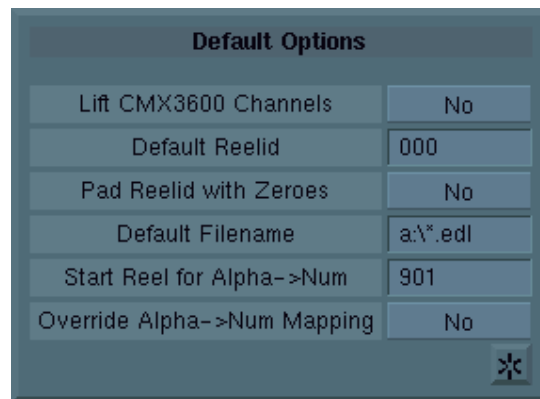 Default Options
Lift CMX3600 Channels No
Default Reelid 000
Pad Reelid with Zeroes No
Default Filename a:\*.edl
Start Reel for Alpha->Num 901
Override Alpha->Num Mapping No